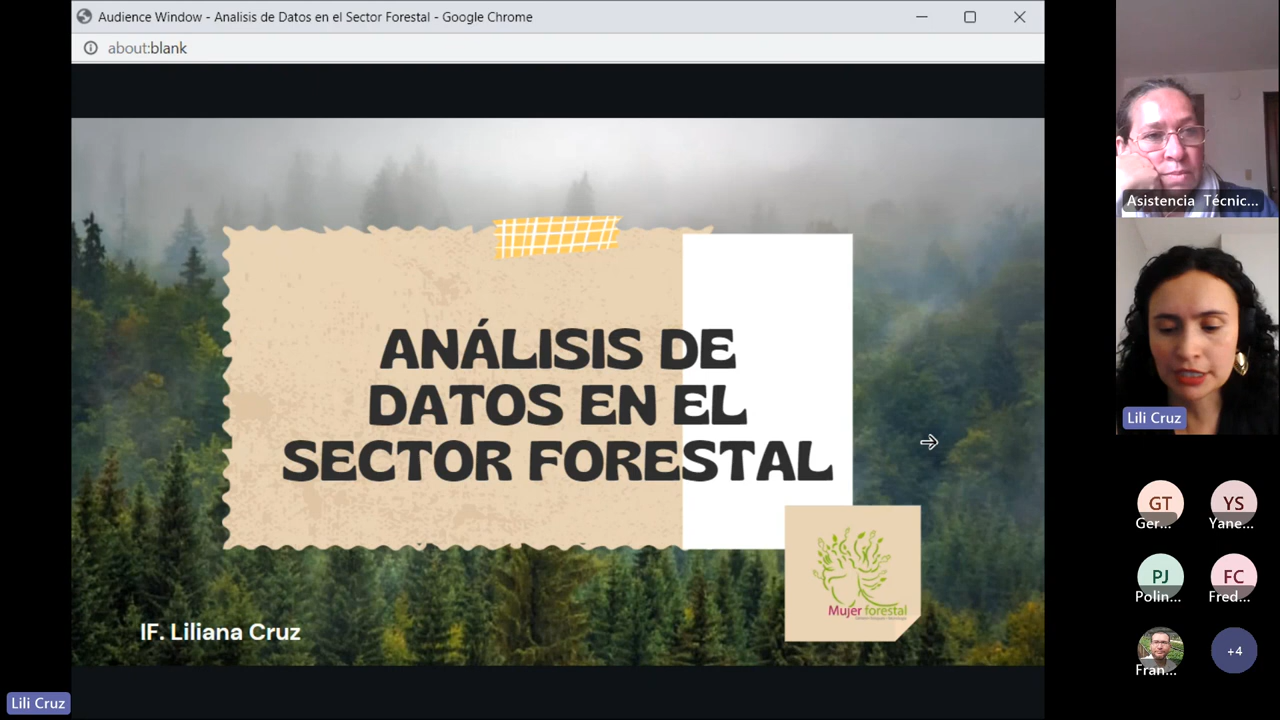 Audience Window - Analisis de Datos en el Sector Forestal - Google Chrome
about:blank
ANÁLISIS DE
DATOS EN EL
SECTOR FORESTAL
Mujer forestal
IF. Liliana Cruz
Lili Cruz
Asistencia Técnic...
Lili Cruz
GT
Ger...
YS
Yane...
PJ
Polin...
FC
Fred...
Fran...
+4